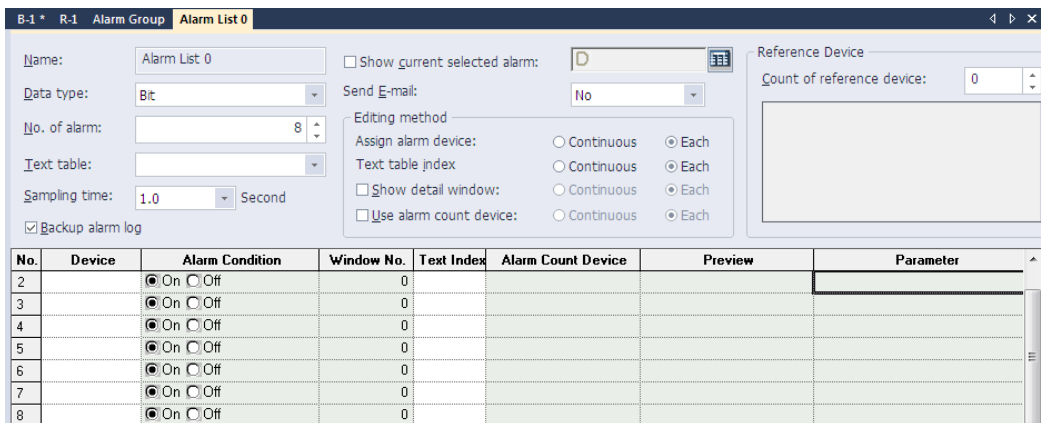 B-1 * R-1 Alarm Group Alarm List 0
Name: Alarm List 0
Data type: Bit
No. of alarm: 8
Text table:
Sampling time: 1.0 Second
Backup alarm log
Show current selected alarm: D
Send E-mail: No
Editing method
Assign alarm device: Continuous Each
Text table index Continuous Each
Show detail window: Continuous Each
Use alarm count device: Continuous Each
Reference Device
Count of reference device: 0
No. Device Alarm Condition Window No. Text Index Alarm Count Device Preview Parameter
2 On Off 0
3 On Off 0
4 On Off 0
5 On Off 0
6 On Off 0
7 On Off 0
8 On Off 0